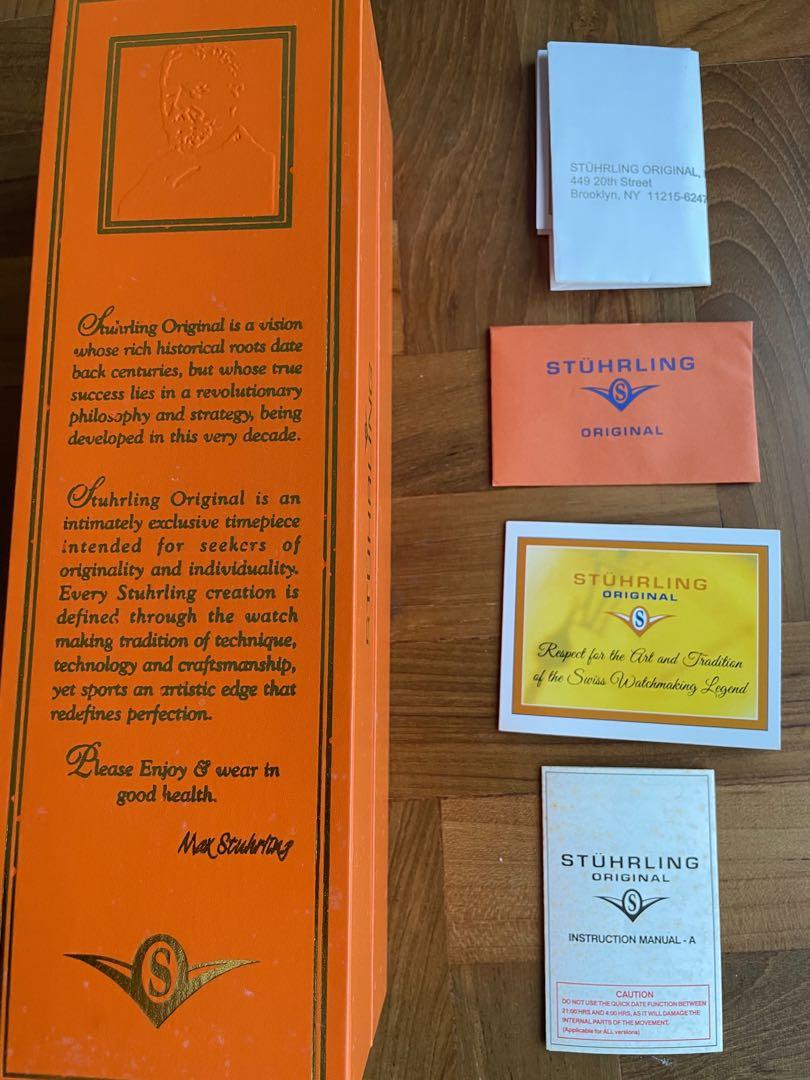 Stuhrling Original is a vision
whose rich historical roots date
back centuries, but whose true
success lies in a revolutionary
philosophy and strategy, being
developed in this very decade.
Stuhrling Original is an
intimately exclusive timepiece
intended for seekers of
originality and individuality.
Every Stuhrling creation is
defined through the watch
making tradition of technique,
technology and craftsmanship,
yet sports an artistic edge that
redefines perfection.
Please Enjoy & wear in
good health.
Max Stuhrling
S
STÜHRLING ORIGINAL,
449 20th Street
Brooklyn, NY 11215-6247
STÜHRLING
S
ORIGINAL
STÜHRLING
ORIGINAL
S
Respect for the Art and Tradition
of the Swiss Watchmaking Legend
STÜHRLING
ORIGINAL
S
INSTRUCTION MANUAL - A
CAUTION
DO NOT USE THE QUICK DATE FUNCTION BETWEEN
21:00 HRS AND 4:00 HRS, AS IT WILL DAMAGE THE
INTERNAL PARTS OF THE MOVEMENT.
(Applicable for ALL versions)